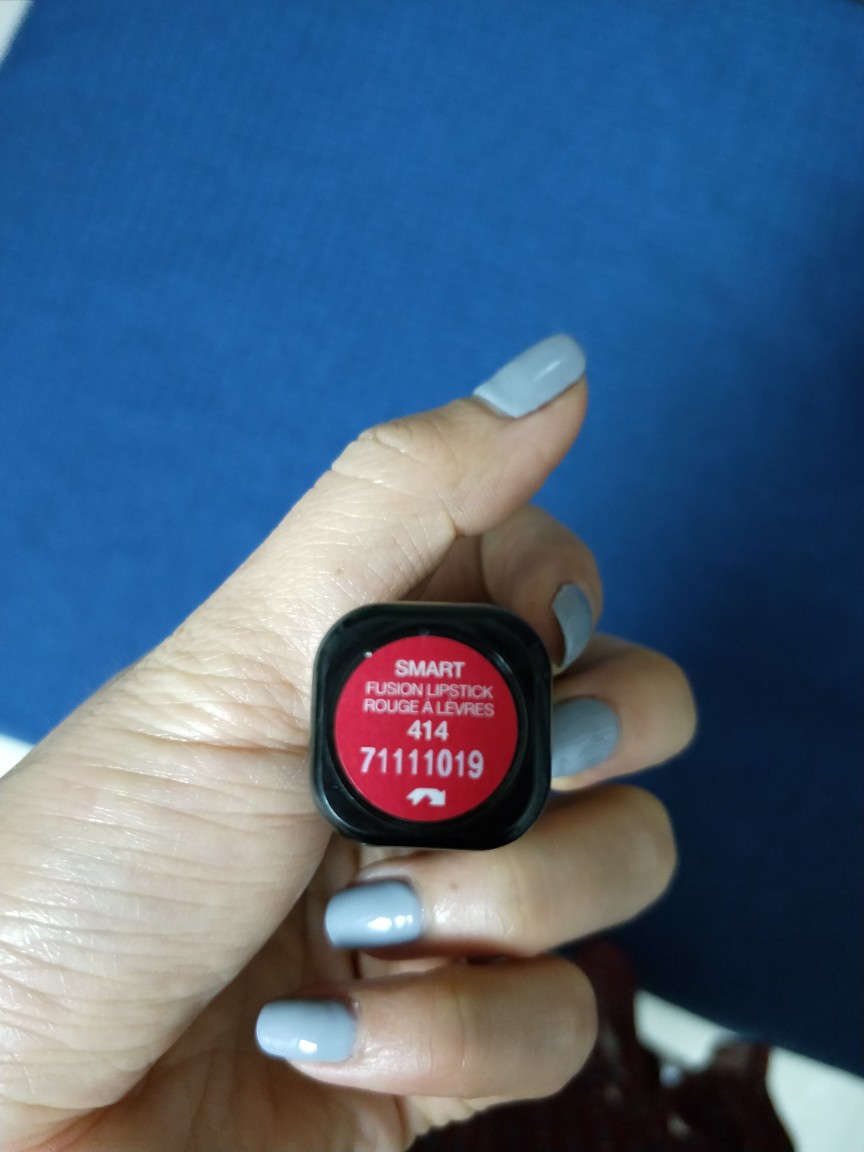 SMART
FUSION LIPSTICK
ROUGE À LÈVRES
414
71111019